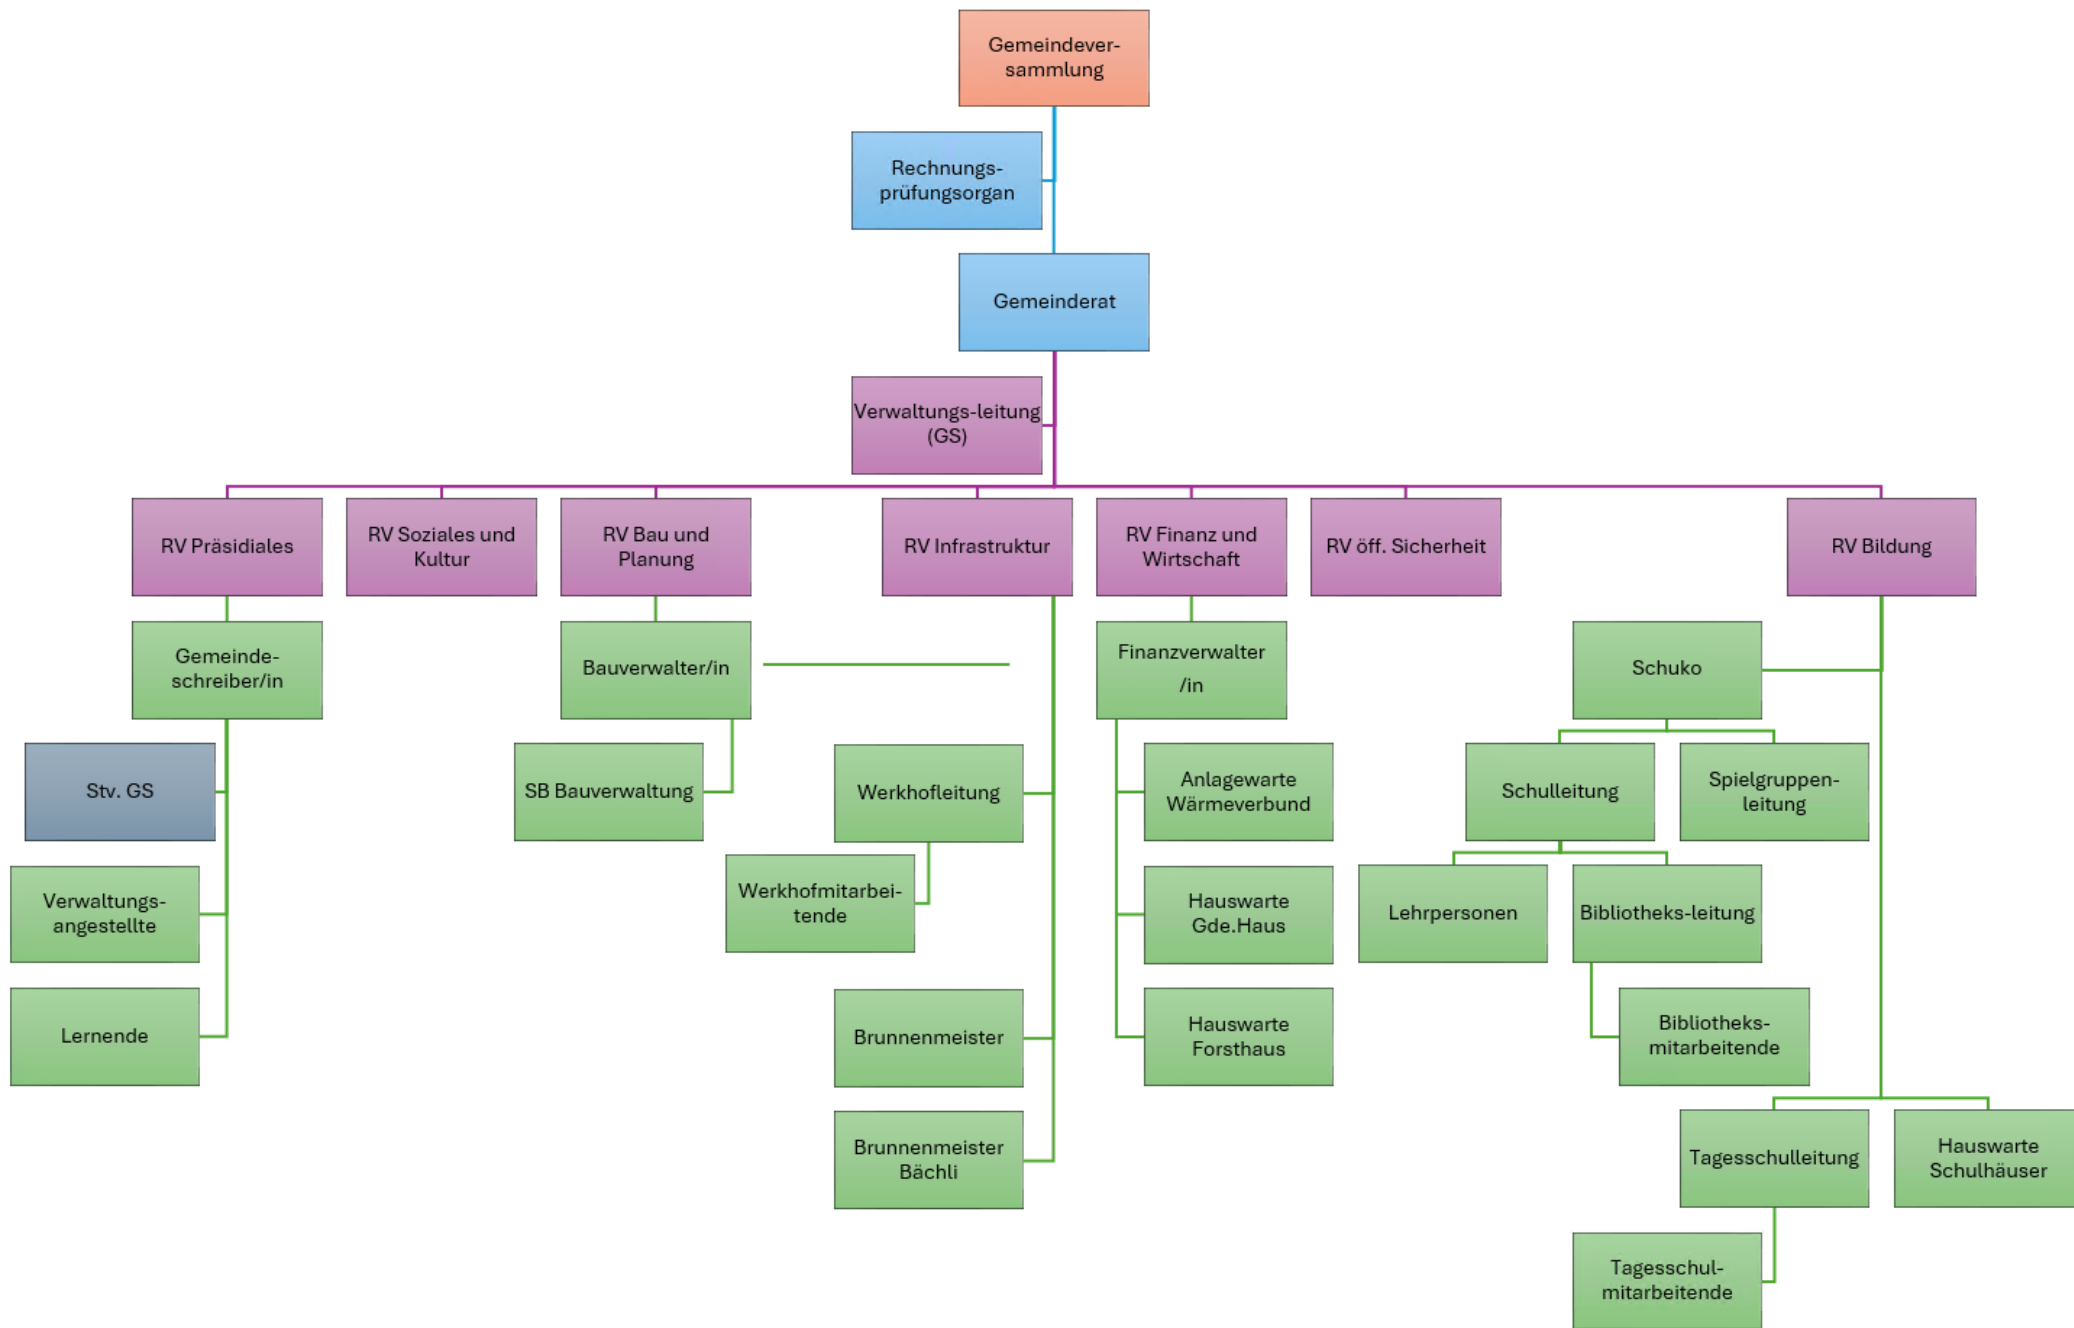 Gemeindever-
sammlung
Rechnungs-
prüfungsorgan
Gemeinderat
Verwaltungs-leitung
(GS)
RV Präsidiales
RV Soziales und
Kultur
RV Bau und
Planung
RV Infrastruktur
RV Finanz und
Wirtschaft
RV öff. Sicherheit
RV Bildung
Gemeinde-
schreiber/in
Bauverwalter/in
Finanzverwalter
/in
Schuko
Stv. GS
SB Bauverwaltung
Werkhofleitung
Anlagewarte
Wärmeverbund
Schulleitung
Spielgruppen-
leitung
Verwaltungs-
angestellte
Werkhofmitarbei-
tende
Hauswarte
Gde.Haus
Lehrpersonen
Bibliotheks-leitung
Lernende
Brunnenmeister
Hauswarte
Forsthaus
Bibliotheks-
mitarbeitende
Brunnenmeister
Bächli
Tagesschulleitung
Hauswarte
Schulhäuser
Tagesschul-
mitarbeitende